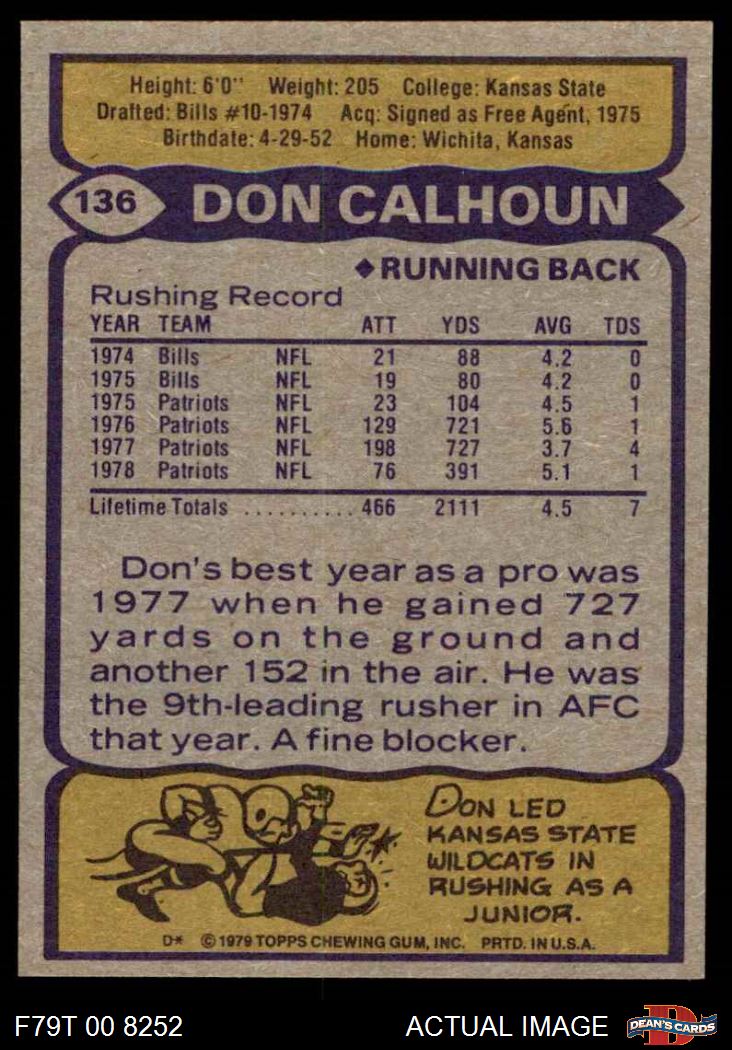 Height: 6'0" Weight: 205 College: Kansas State
Drafted: Bills #10-1974 Acq: Signed as Free Agent, 1975
Birthdate: 4-29-52 Home: Wichita, Kansas
136 DON CALHOUN
◆RUNNING BACK
Rushing Record
YEAR TEAM ATT YDS AVG TDS
1974 Bills NFL 21 88 4.2 0
1975 Bills NFL 19 80 4.2 0
1975 Patriots NFL 23 104 4.5 1
1976 Patriots NFL 129 721 5.6 1
1977 Patriots NFL 198 727 3.7 4
1978 Patriots NFL 76 391 5.1 1
Lifetime Totals .......... 466 2111 4.5 7
Don's best year as a pro was
1977 when he gained 727
yards on the ground and
another 152 in the air. He was
the 9th-leading rusher in AFC
that year. A fine blocker.
DON LED
KANSAS STATE
WILDCATS IN
RUSHING AS A
JUNIOR.
D* © 1979 TOPPS CHEWING GUM, INC. PRTD. IN U.S.A.
F79T 00 8252 ACTUAL IMAGE D DEAN'S CARDS